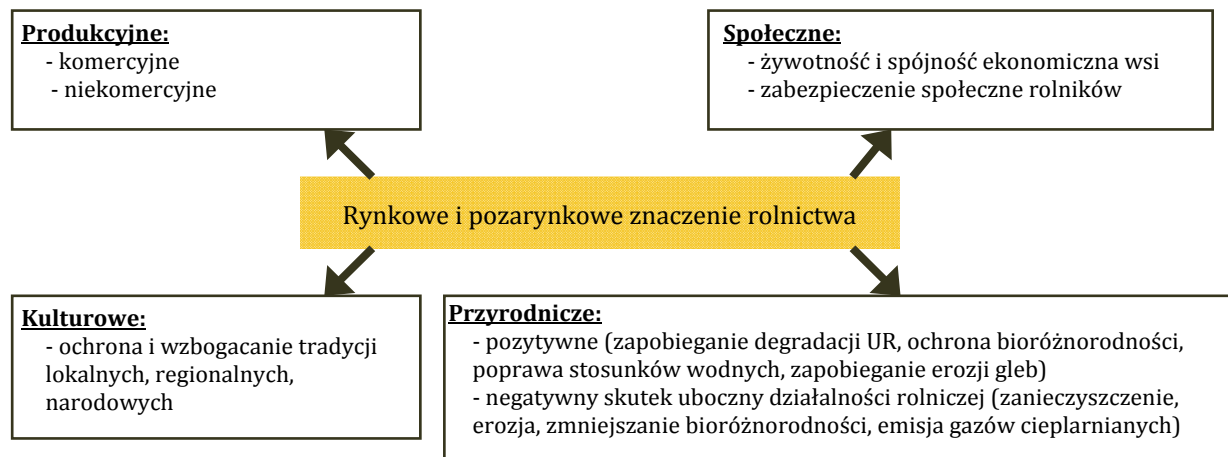 Produkcyjne:
- komercyjne
- niekomercyjne
Społeczne:
- żywotność i spójność ekonomiczna wsi
- zabezpieczenie społeczne rolników
Rynkowe i pozarynkowe znaczenie rolnictwa
Kulturowe:
- ochrona i wzbogacanie tradycji
lokalnych, regionalnych,
narodowych
Przyrodnicze:
- pozytywne (zapobieganie degradacji UR, ochrona bioróżnorodności,
poprawa stosunków wodnych, zapobieganie erozji gleb)
- negatywny skutek uboczny działalności rolniczej (zanieczyszczenie,
erozja, zmniejszanie bioróżnorodności, emisja gazów cieplarnianych)